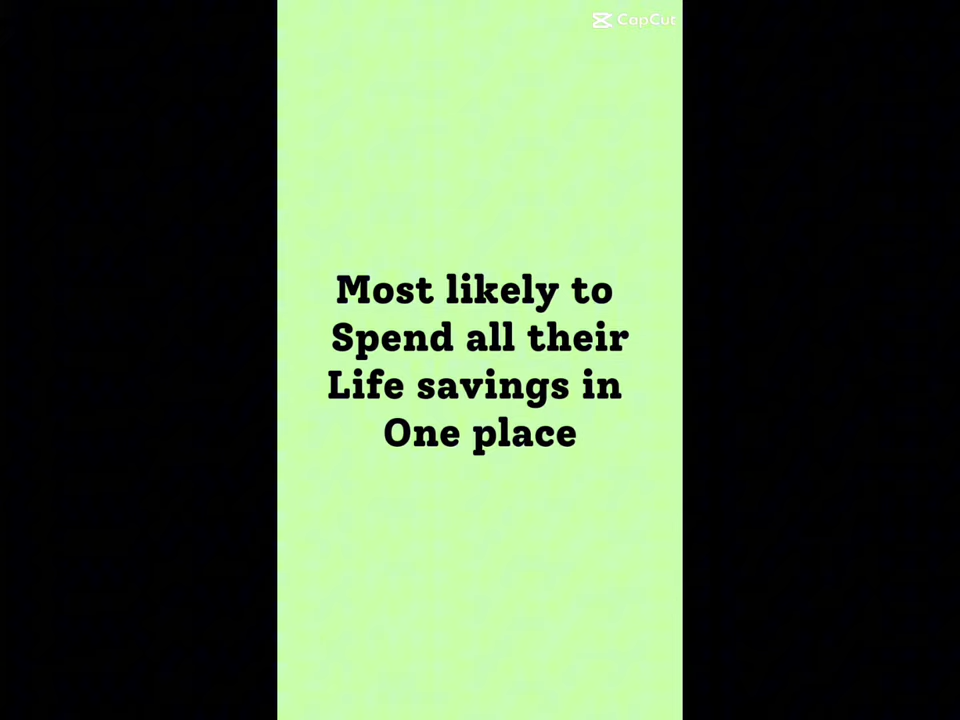 CapCut
Most likely to
Spend all their
Life savings in
One place